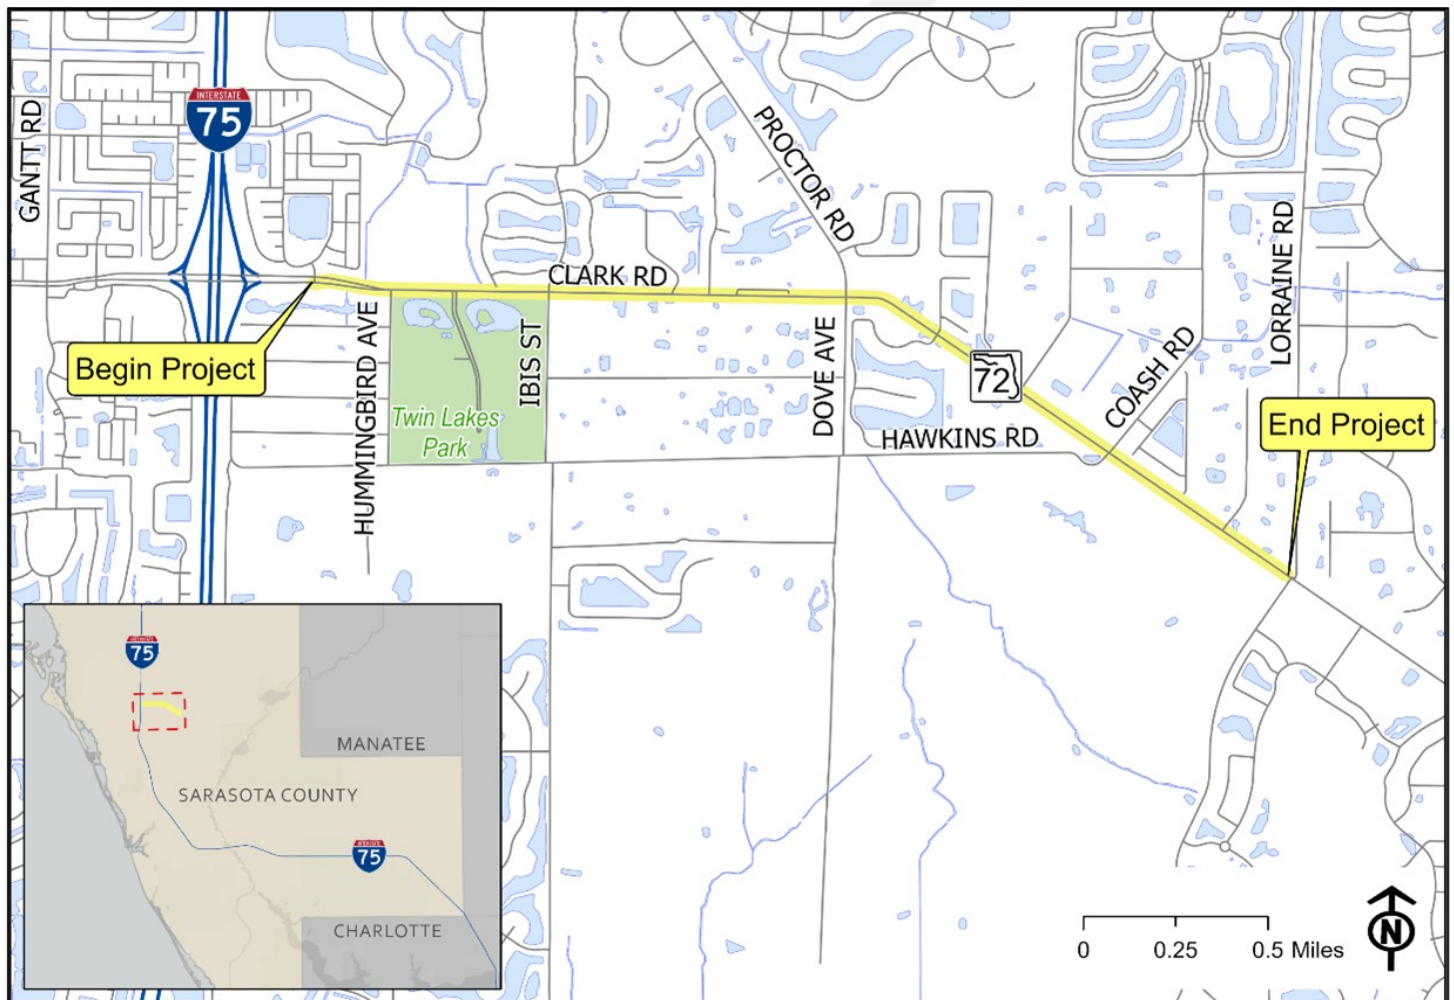 INTERSTATE
75
GANTT RD
PROCTOR RD
LORRAINE RD
CLARK RD
Begin Project
HUMMINGBIRD AVE
IBIS ST
DOVE AVE
72
COASH RD
Twin Lakes
Park
HAWKINS RD
End Project
INTERSTATE
75
MANATEE
SARASOTA COUNTY
INTERSTATE
75
CHARLOTTE
0 0.25 0.5 Miles
N